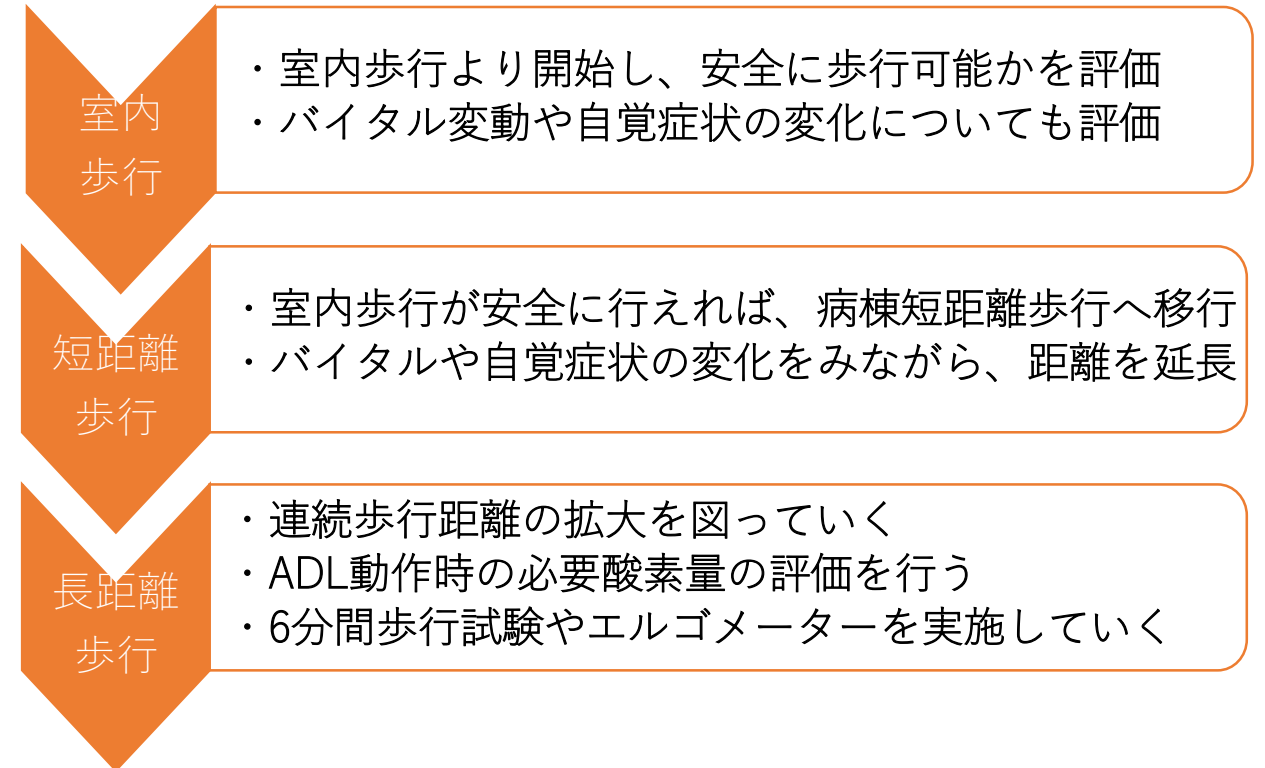 室内
歩行
・室内歩行より開始し、安全に歩行可能かを評価
・バイタル変動や自覚症状の変化についても評価
短距離
歩行
・室内歩行が安全に行えれば、病棟短距離歩行へ移行
・バイタルや自覚症状の変化をみながら、距離を延長
長距離
歩行
・連続歩行距離の拡大を図っていく
・ADL動作時の必要酸素量の評価を行う
・6分間歩行試験やエルゴメーターを実施していく